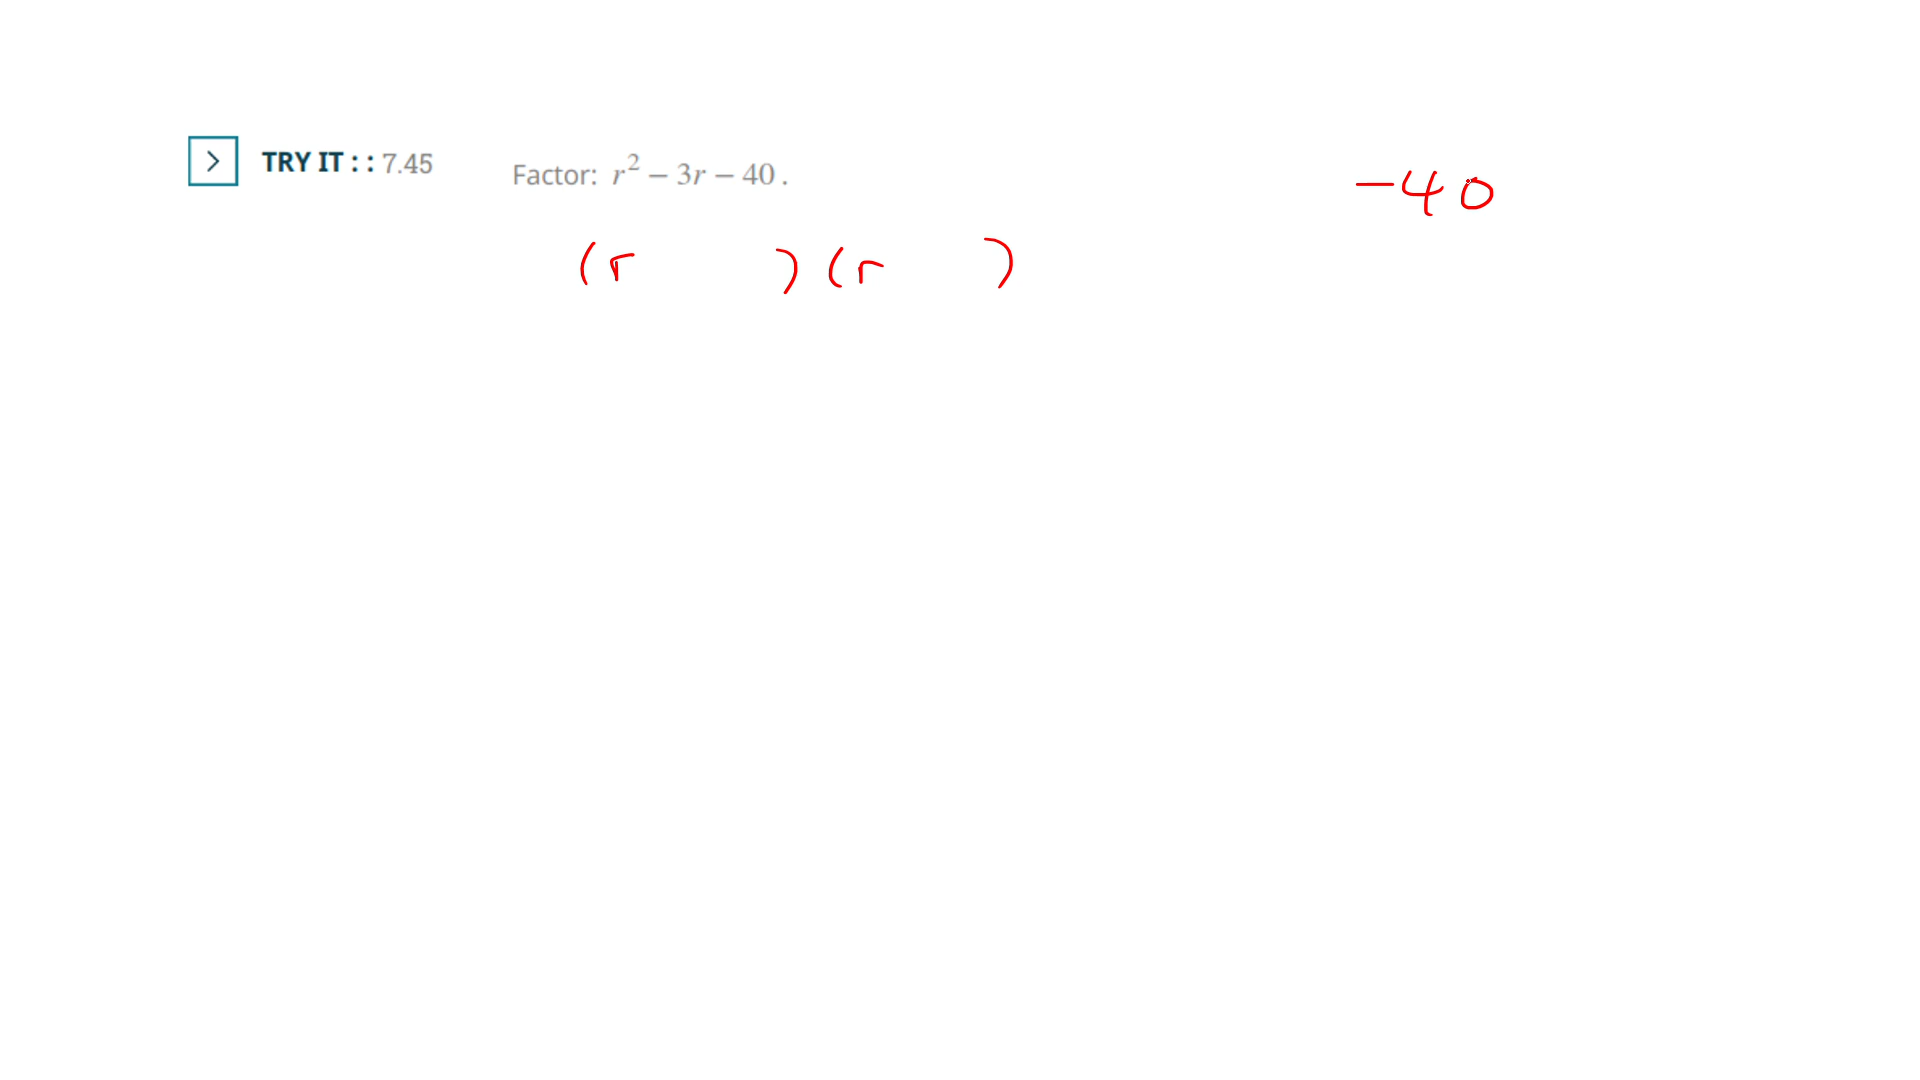 > TRY IT : : 7.45 Factor: r² − 3r − 40 .
−40
(r   ) (r   )